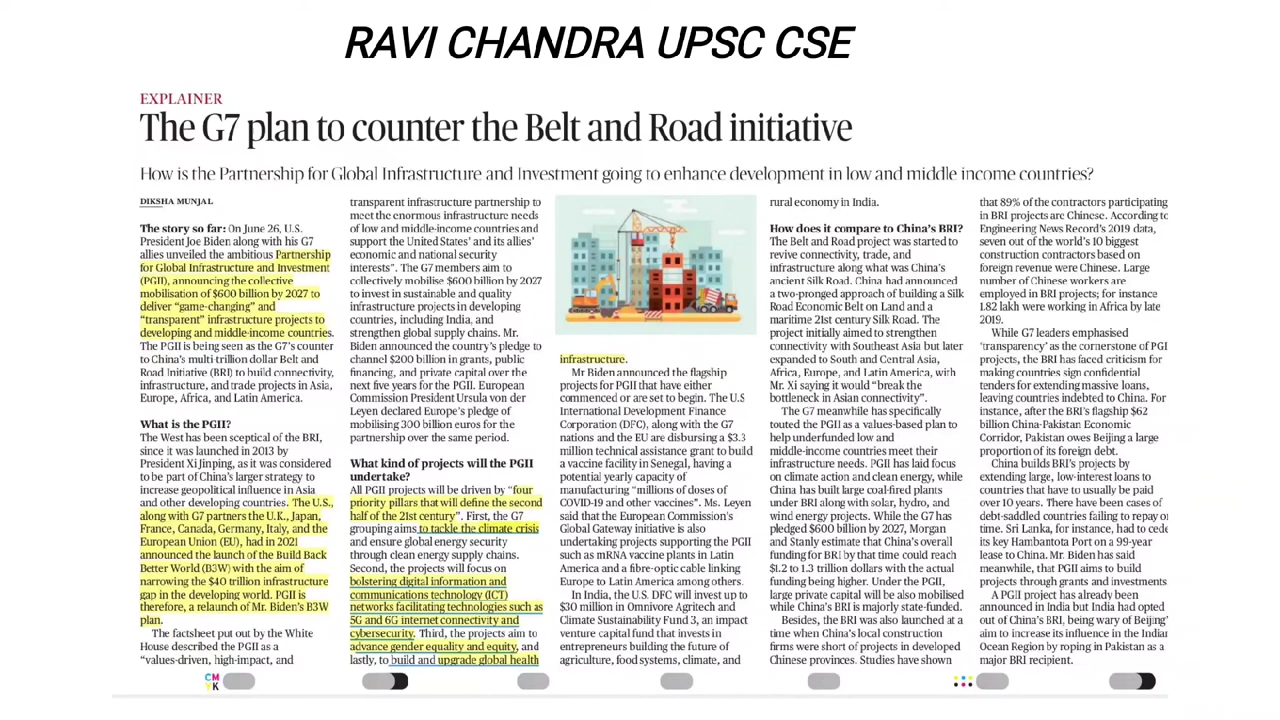 RAVI CHANDRA UPSC CSE
EXPLAINER
The G7 plan to counter the Belt and Road initiative
How is the Partnership for Global Infrastructure and Investment going to enhance development in low and middle income countries?
DIKSHA MUNJAL
The story so far: On June 26, U.S.
President Joe Biden along with his G7
allies unveiled the ambitious Partnership
for Global Infrastructure and Investment
(PGII), announcing the collective
mobilisation of $600 billion by 2027 to
deliver “game-changing” and
“transparent” infrastructure projects to
developing and middle-income countries.
The PGII is being seen as the G7’s counter
to China’s multi trillion dollar Belt and
Road Initiative (BRI) to build connectivity,
infrastructure, and trade projects in Asia,
Europe, Africa, and Latin America.
What is the PGII?
The West has been sceptical of the BRI,
since it was launched in 2013 by
President Xi Jinping, as it was considered
to be part of China’s larger strategy to
increase geopolitical influence in Asia
and other developing countries. The U.S.,
along with G7 partners the U.K., Japan,
France, Canada, Germany, Italy, and the
European Union (EU), had in 2021
announced the launch of the Build Back
Better World (B3W) with the aim of
narrowing the $40 trillion infrastructure
gap in the developing world. PGII is
therefore, a relaunch of Mr. Biden’s B3W
plan.
The factsheet put out by the White
House described the PGII as a
“values-driven, high-impact, and
transparent infrastructure partnership to
meet the enormous infrastructure needs
of low and middle-income countries and
support the United States’ and its allies’
economic and national security
interests”. The G7 members aim to
collectively mobilise $600 billion by 2027
to invest in sustainable and quality
infrastructure projects in developing
countries, including India, and
strengthen global supply chains. Mr.
Biden announced the country’s pledge to
channel $200 billion in grants, public
financing, and private capital over the
next five years for the PGII. European
Commission President Ursula von der
Leyen declared Europe’s pledge of
mobilising 300 billion euros for the
partnership over the same period.
What kind of projects will the PGII
undertake?
All PGII projects will be driven by “four
priority pillars that will define the second
half of the 21st century”. First, the G7
grouping aims to tackle the climate crisis
and ensure global energy security
through clean energy supply chains.
Second, the projects will focus on
bolstering digital information and
communications technology (ICT)
networks facilitating technologies such as
5G and 6G internet connectivity and
cybersecurity. Third, the projects aim to
advance gender equality and equity, and
lastly, to build and upgrade global health
infrastructure.
Mr Biden announced the flagship
projects for PGII that have either
commenced or are set to begin. The U.S
International Development Finance
Corporation (DFC), along with the G7
nations and the EU are disbursing a $3.3
million technical assistance grant to build
a vaccine facility in Senegal, having a
potential yearly capacity of
manufacturing “millions of doses of
COVID-19 and other vaccines”. Ms. Leyen
said that the European Commission’s
Global Gateway initiative is also
undertaking projects supporting the PGII
such as mRNA vaccine plants in Latin
America and a fibre-optic cable linking
Europe to Latin America among others.
In India, the U.S. DFC will invest up to
$30 million in Omnivore Agritech and
Climate Sustainability Fund 3, an impact
venture capital fund that invests in
entrepreneurs building the future of
agriculture, food systems, climate, and
rural economy in India.
How does it compare to China’s BRI?
The Belt and Road project was started to
revive connectivity, trade, and
infrastructure along what was China’s
ancient Silk Road. China had announced
a two-pronged approach of building a Silk
Road Economic Belt on Land and a
maritime 21st century Silk Road. The
project initially aimed to strengthen
connectivity with Southeast Asia but later
expanded to South and Central Asia,
Africa, Europe, and Latin America, with
Mr. Xi saying it would “break the
bottleneck in Asian connectivity”.
The G7 meanwhile has specifically
touted the PGII as a values-based plan to
help underfunded low and
middle-income countries meet their
infrastructure needs. PGII has laid focus
on climate action and clean energy, while
China has built large coal-fired plants
under BRI along with solar, hydro, and
wind energy projects. While the G7 has
pledged $600 billion by 2027, Morgan
and Stanly estimate that China’s overall
funding for BRI by that time could reach
$1.2 to 1.3 trillion dollars with the actual
funding being higher. Under the PGII,
large private capital will be also mobilised
while China’s BRI is majorly state-funded.
Besides, the BRI was also launched at a
time when China’s local construction
firms were short of projects in developed
Chinese provinces. Studies have shown
that 89% of the contractors participating
in BRI projects are Chinese. According to
Engineering News Record’s 2019 data,
seven out of the world’s 10 biggest
construction contractors based on
foreign revenue were Chinese. Large
number of Chinese workers are
employed in BRI projects; for instance
1.82 lakh were working in Africa by late
2019.
While G7 leaders emphasised
‘transparency’ as the cornerstone of PGI
projects, the BRI has faced criticism for
making countries sign confidential
tenders for extending massive loans,
leaving countries indebted to China. For
instance, after the BRI’s flagship $62
billion China-Pakistan Economic
Corridor, Pakistan owes Beijing a large
proportion of its foreign debt.
China builds BRI’s projects by
extending large, low-interest loans to
countries that have to usually be paid
over 10 years. There have been cases of
debt-saddled countries failing to repay on
time. Sri Lanka, for instance, had to cede
its key Hambantota Port on a 99-year
lease to China. Mr. Biden has said
meanwhile, that PGII aims to build
projects through grants and investments
A PGII project has already been
announced in India but India had opted
out of China’s BRI, being wary of Beijing’
aim to increase its influence in the Indian
Ocean Region by roping in Pakistan as a
major BRI recipient.
CM
YK